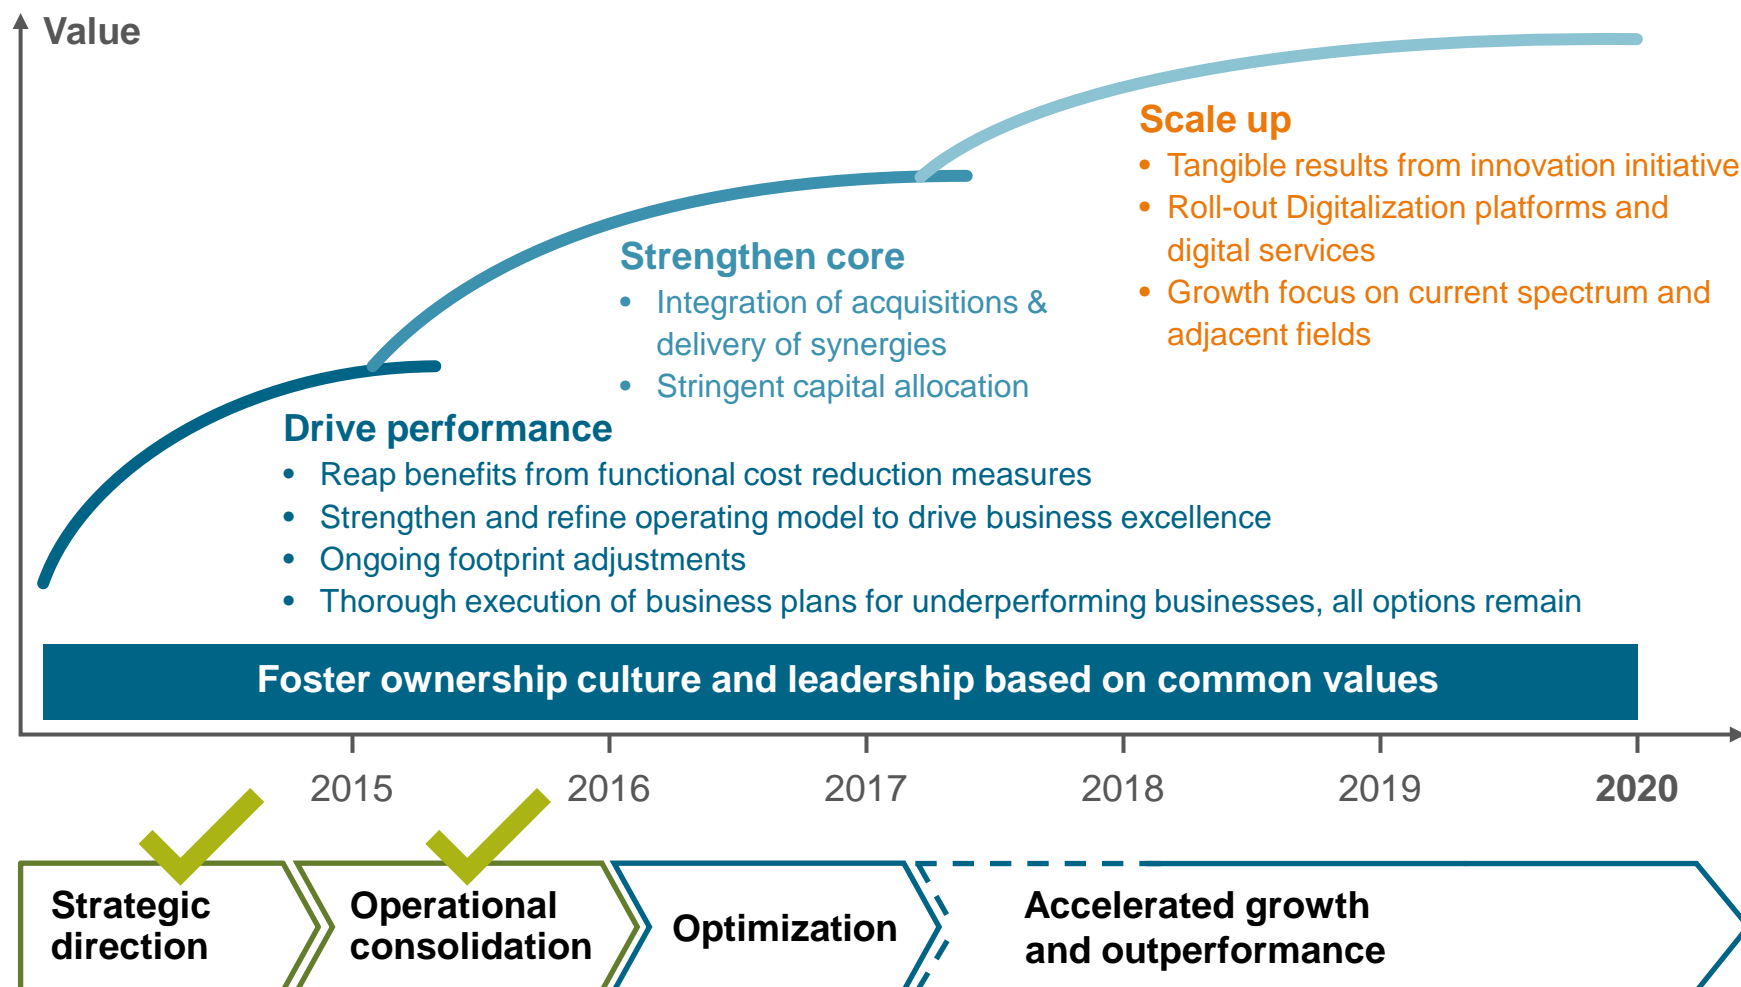 Value
Scale up
• Tangible results from innovation initiative
• Roll-out Digitalization platforms and
digital services
• Growth focus on current spectrum and
adjacent fields
Strengthen core
• Integration of acquisitions &
delivery of synergies
• Stringent capital allocation
Drive performance
• Reap benefits from functional cost reduction measures
• Strengthen and refine operating model to drive business excellence
• Ongoing footprint adjustments
• Thorough execution of business plans for underperforming businesses, all options remain
Foster ownership culture and leadership based on common values
2015 2016 2017 2018 2019 2020
Strategic
direction
Operational
consolidation
Optimization
Accelerated growth
and outperformance